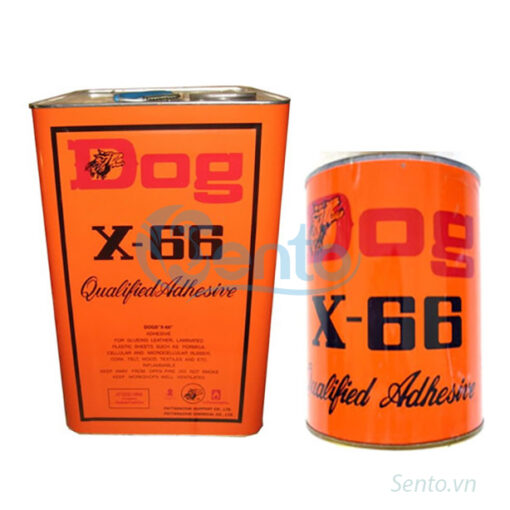 Dog
X-66
Qualified Adhesive
DOGS "X-66"
ADHESIVE
FOR GLUEING LEATHER, LAMINATED
PLASTIC SHEETS SUCH AS FORMICA
CELLULAR AND MICROCELLULAR RUBBER,
CORK, FELT, WOOD, TEXTILES AND ETC.
INFLAMMABLE
KEEP AWAY FROM OPEN FIRE, DO NOT SMOKE
KEEP WORKSHOPS WELL VENTILATED
Dog
X-66
Qualified Adhesive
Sento
Sento.vn